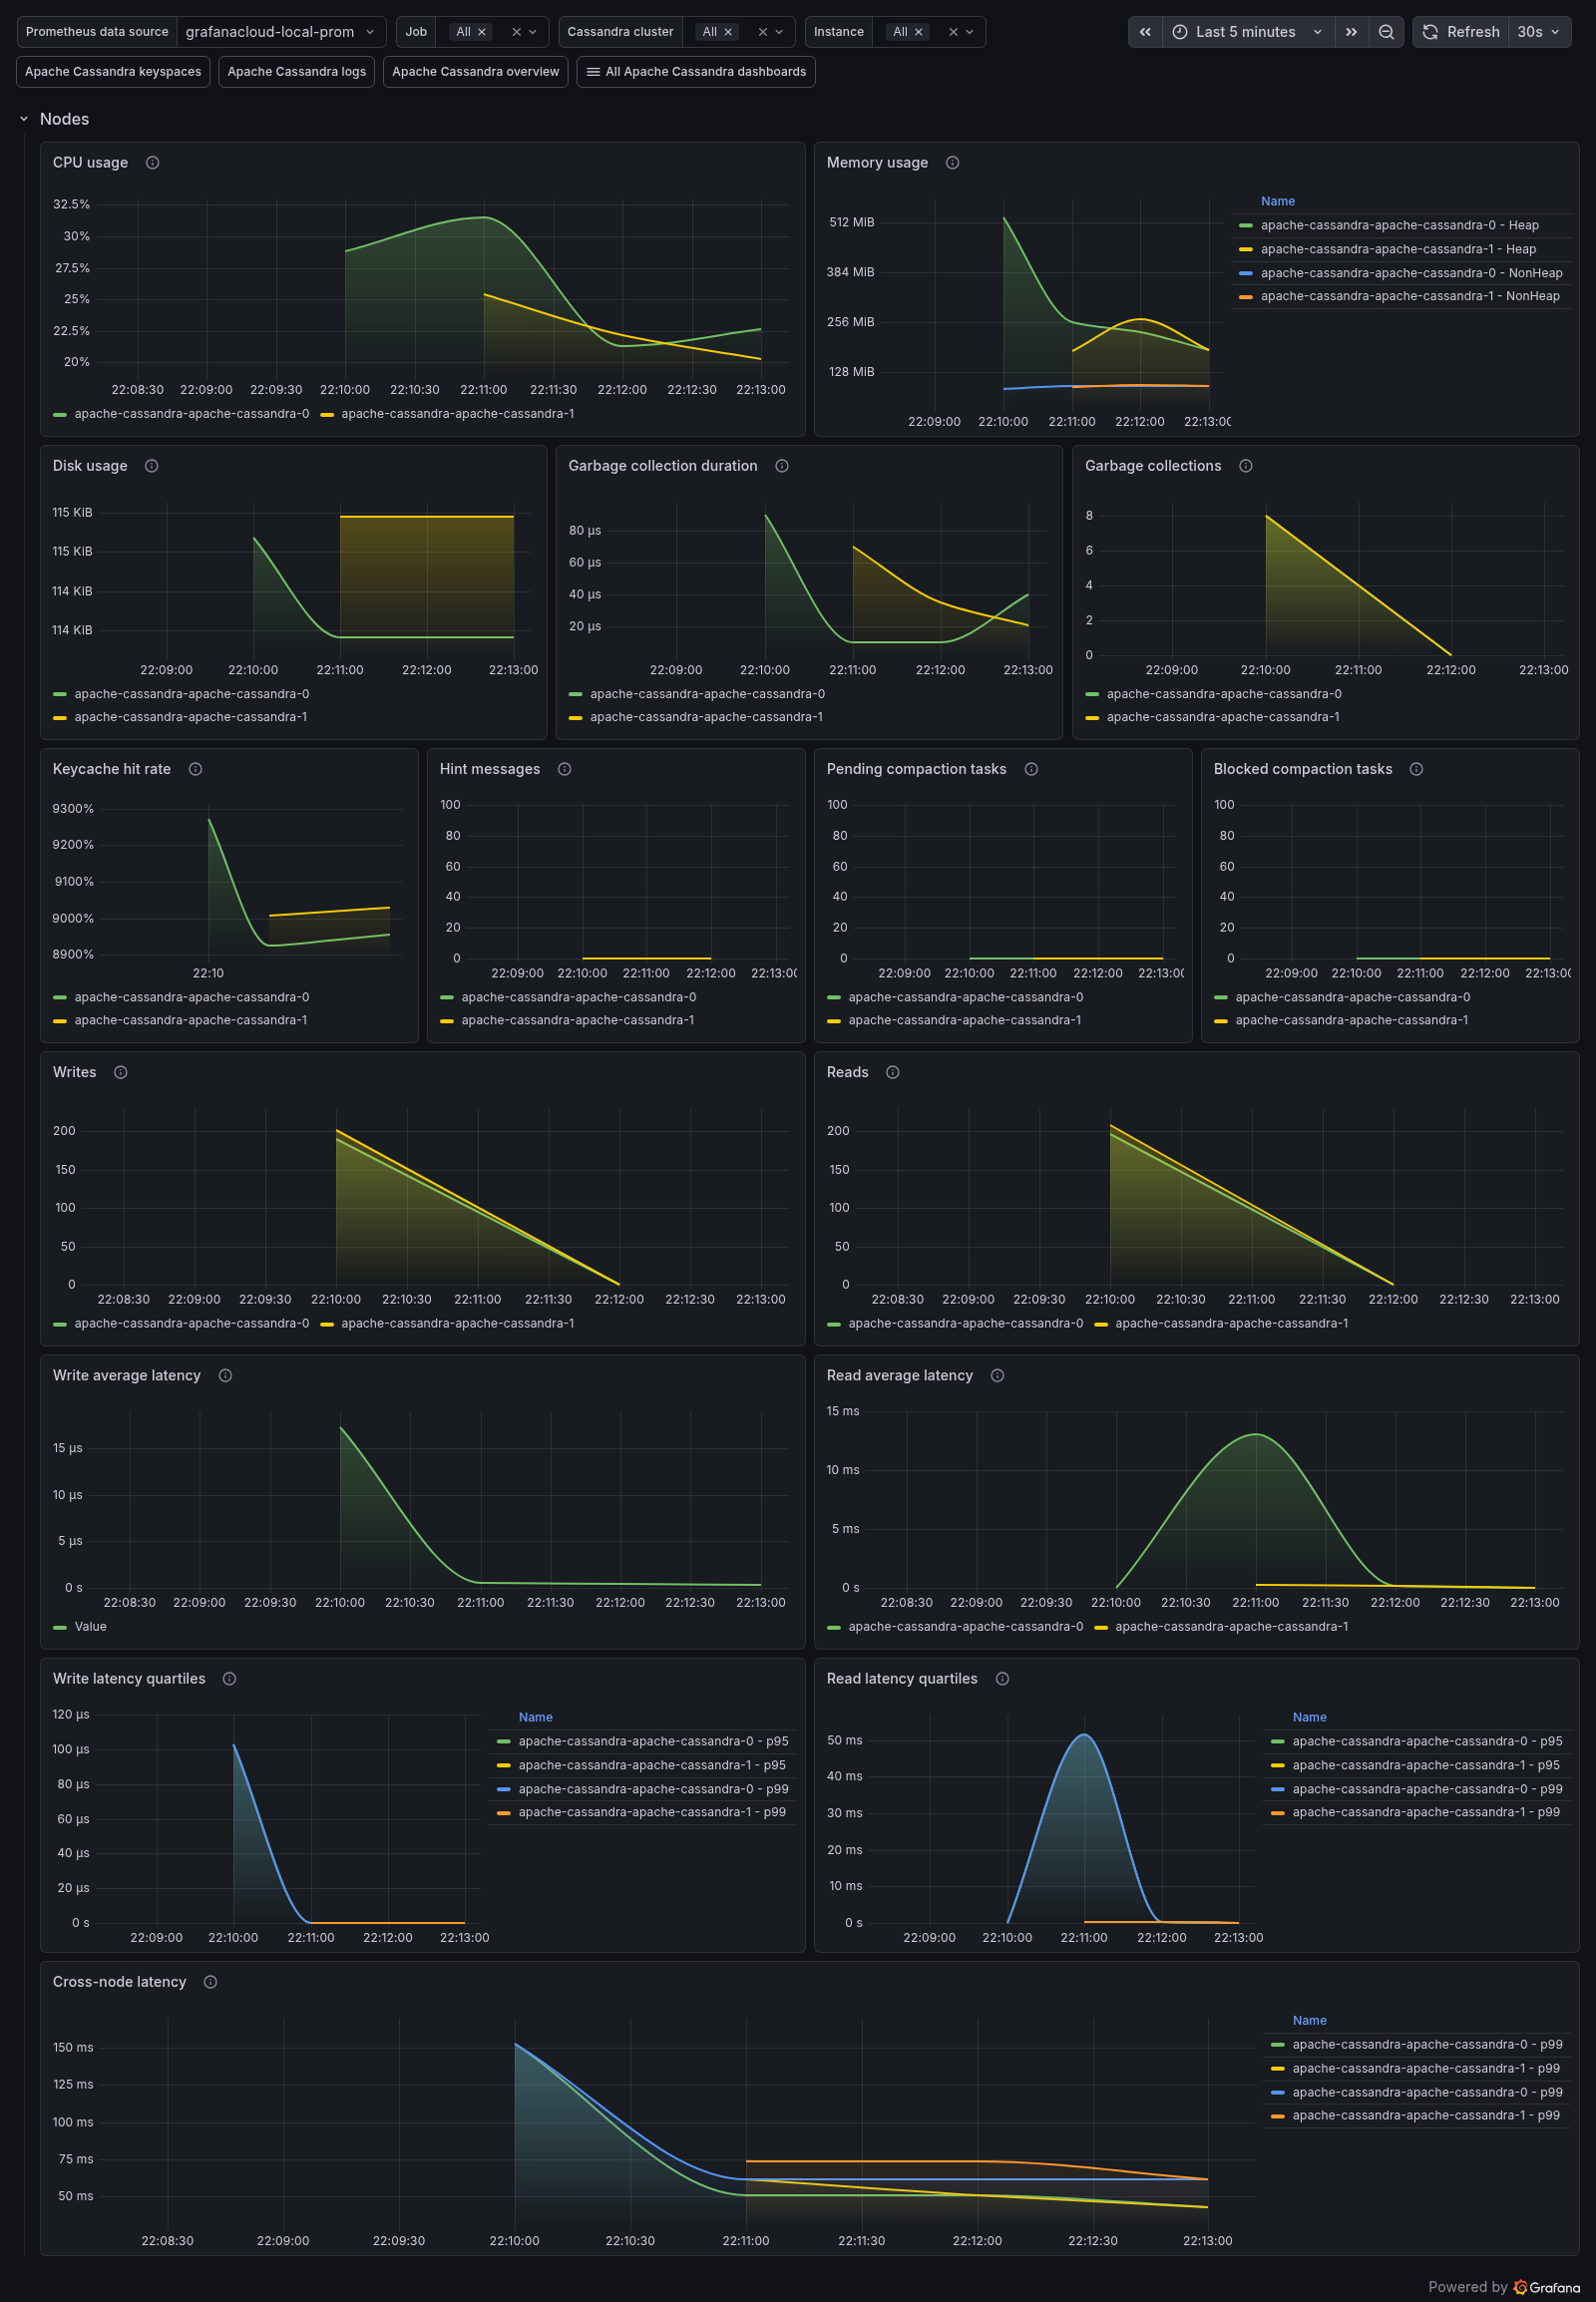 Prometheus data source grafanacloud-local-prom Job All Cassandra cluster All Instance All Last 5 minutes Refresh 30s
Apache Cassandra keyspaces Apache Cassandra logs Apache Cassandra overview All Apache Cassandra dashboards
Nodes
CPU usage
32.5%
30%
27.5%
25%
22.5%
20%
22:08:30 22:09:00 22:09:30 22:10:00 22:10:30 22:11:00 22:11:30 22:12:00 22:12:30 22:13:00
apache-cassandra-apache-cassandra-0 apache-cassandra-apache-cassandra-1
Memory usage
512 MiB
384 MiB
256 MiB
128 MiB
22:09:00 22:10:00 22:11:00 22:12:00 22:13:00
Name
apache-cassandra-apache-cassandra-0 - Heap
apache-cassandra-apache-cassandra-1 - Heap
apache-cassandra-apache-cassandra-0 - NonHeap
apache-cassandra-apache-cassandra-1 - NonHeap
Disk usage
115 KiB
115 KiB
114 KiB
114 KiB
22:09:00 22:10:00 22:11:00 22:12:00 22:13:00
apache-cassandra-apache-cassandra-0
apache-cassandra-apache-cassandra-1
Garbage collection duration
80 µs
60 µs
40 µs
20 µs
22:09:00 22:10:00 22:11:00 22:12:00 22:13:00
apache-cassandra-apache-cassandra-0
apache-cassandra-apache-cassandra-1
Garbage collections
8
6
4
2
0
22:09:00 22:10:00 22:11:00 22:12:00 22:13:00
apache-cassandra-apache-cassandra-0
apache-cassandra-apache-cassandra-1
Keycache hit rate
9300%
9200%
9100%
9000%
8900%
22:10
apache-cassandra-apache-cassandra-0
apache-cassandra-apache-cassandra-1
Hint messages
100
80
60
40
20
0
22:09:00 22:10:00 22:11:00 22:12:00 22:13:00
apache-cassandra-apache-cassandra-0
apache-cassandra-apache-cassandra-1
Pending compaction tasks
100
80
60
40
20
0
22:09:00 22:10:00 22:11:00 22:12:00 22:13:00
apache-cassandra-apache-cassandra-0
apache-cassandra-apache-cassandra-1
Blocked compaction tasks
100
80
60
40
20
0
22:09:00 22:10:00 22:11:00 22:12:00 22:13:00
apache-cassandra-apache-cassandra-0
apache-cassandra-apache-cassandra-1
Writes
200
150
100
50
0
22:08:30 22:09:00 22:09:30 22:10:00 22:10:30 22:11:00 22:11:30 22:12:00 22:12:30 22:13:00
apache-cassandra-apache-cassandra-0 apache-cassandra-apache-cassandra-1
Reads
200
150
100
50
0
22:08:30 22:09:00 22:09:30 22:10:00 22:10:30 22:11:00 22:11:30 22:12:00 22:12:30 22:13:00
apache-cassandra-apache-cassandra-0 apache-cassandra-apache-cassandra-1
Write average latency
15 µs
10 µs
5 µs
0 s
22:08:30 22:09:00 22:09:30 22:10:00 22:10:30 22:11:00 22:11:30 22:12:00 22:12:30 22:13:00
Value
Read average latency
15 ms
10 ms
5 ms
0 s
22:08:30 22:09:00 22:09:30 22:10:00 22:10:30 22:11:00 22:11:30 22:12:00 22:12:30 22:13:00
apache-cassandra-apache-cassandra-0 apache-cassandra-apache-cassandra-1
Write latency quartiles
120 µs
100 µs
80 µs
60 µs
40 µs
20 µs
0 s
22:09:00 22:10:00 22:11:00 22:12:00 22:13:00
Name
apache-cassandra-apache-cassandra-0 - p95
apache-cassandra-apache-cassandra-1 - p95
apache-cassandra-apache-cassandra-0 - p99
apache-cassandra-apache-cassandra-1 - p99
Read latency quartiles
50 ms
40 ms
30 ms
20 ms
10 ms
0 s
22:09:00 22:10:00 22:11:00 22:12:00 22:13:00
Name
apache-cassandra-apache-cassandra-0 - p95
apache-cassandra-apache-cassandra-1 - p95
apache-cassandra-apache-cassandra-0 - p99
apache-cassandra-apache-cassandra-1 - p99
Cross-node latency
150 ms
125 ms
100 ms
75 ms
50 ms
22:08:30 22:09:00 22:09:30 22:10:00 22:10:30 22:11:00 22:11:30 22:12:00 22:12:30 22:13:00
Name
apache-cassandra-apache-cassandra-0 - p99
apache-cassandra-apache-cassandra-1 - p99
apache-cassandra-apache-cassandra-0 - p99
apache-cassandra-apache-cassandra-1 - p99
Powered by Grafana